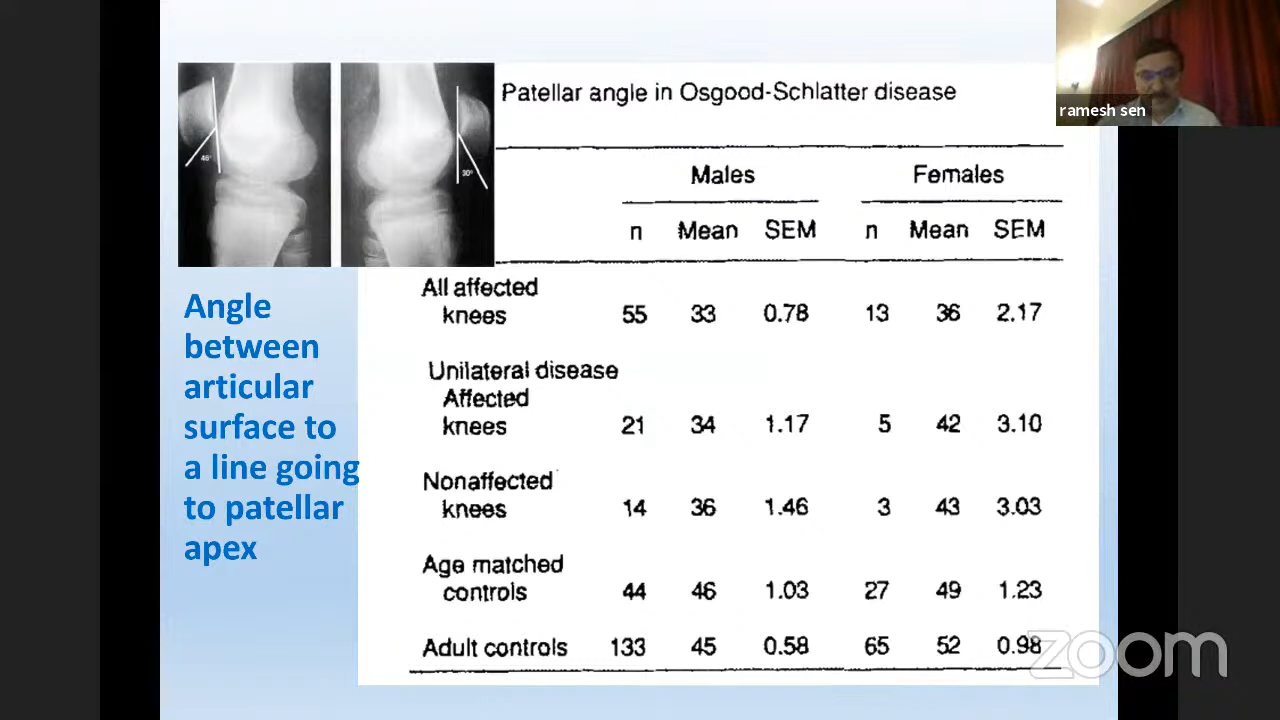 Patellar angle in Osgood-Schlatter disease
ramesh sen
46°
30°
Males Females
n Mean SEM n Mean SEM
All affected
knees 55 33 0.78 13 36 2.17
Unilateral disease
Affected
knees 21 34 1.17 5 42 3.10
Nonaffected
knees 14 36 1.46 3 43 3.03
Age matched
controls 44 46 1.03 27 49 1.23
Adult controls 133 45 0.58 65 52 0.98
Angle
between
articular
surface to
a line going
to patellar
apex
zoom